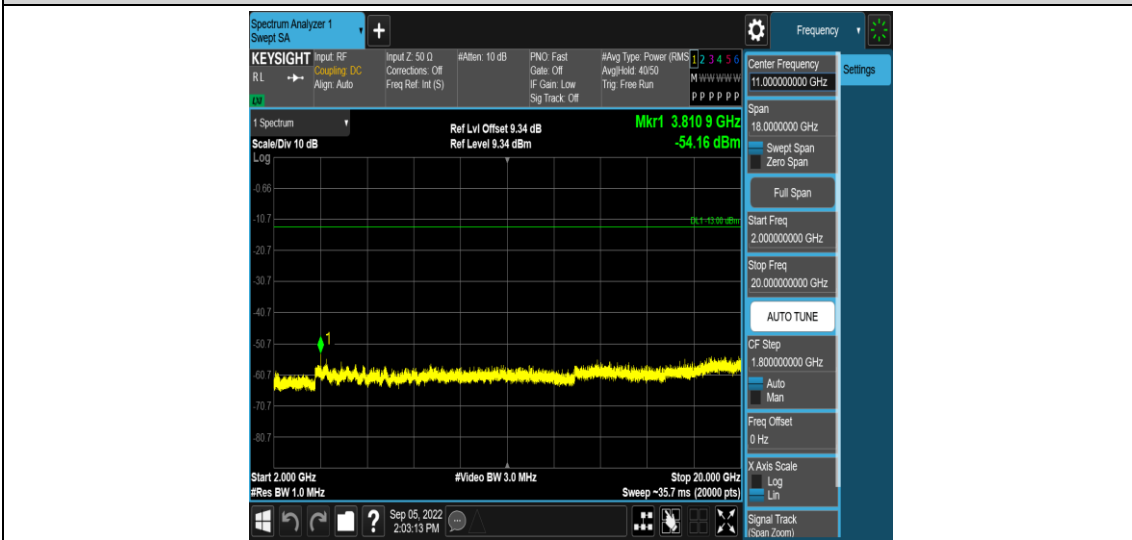 Spectrum Analyzer 1
Swept SA
+
Frequency
KEYSIGHT
RL
LXI
Input: RF
Coupling: DC
Align: Auto
Input Z: 50 Ω
Corrections: Off
Freq Ref: Int (S)
#Atten: 10 dB
PNO: Fast
Gate: Off
IF Gain: Low
Sig Track: Off
#Avg Type: Power (RMS
Avg|Hold: 40/50
Trig: Free Run
1 2 3 4 5 6
M W W W W W
P P P P P P
1 Spectrum
Scale/Div 10 dB
Log
Ref Lvl Offset 9.34 dB
Ref Level 9.34 dBm
Mkr1 3.810 9 GHz
-54.16 dBm
-0.66
-10.7
DL1 -13.00 dBm
-20.7
-30.7
-40.7
-50.7
1
-60.7
-70.7
-80.7
Start 2.000 GHz
#Res BW 1.0 MHz
#Video BW 3.0 MHz
Stop 20.000 GHz
Sweep ~35.7 ms (20000 pts)
Center Frequency
11.000000000 GHz
Settings
Span
18.0000000 GHz
Swept Span
Zero Span
Full Span
Start Freq
2.000000000 GHz
Stop Freq
20.000000000 GHz
AUTO TUNE
CF Step
1.800000000 GHz
Auto
Man
Freq Offset
0 Hz
X Axis Scale
Log
Lin
Signal Track
(Span Zoom)
?
Sep 05, 2022
2:03:13 PM